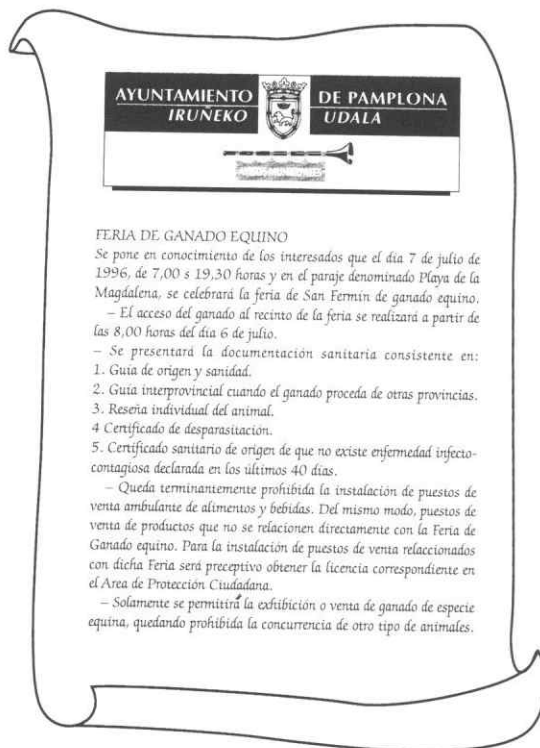 AYUNTAMIENTO DE PAMPLONA
IRUÑEKO UDALA
FERIA DE GANADO EQUINO
Se pone en conocimiento de los interesados que el día 7 de julio de
1996, de 7,00 s 19,30 horas y en el paraje denominado Playa de la
Magdalena, se celebrará la feria de San Fermín de ganado equino.
– El acceso del ganado al recinto de la feria se realizará a partir de
las 8,00 horas del día 6 de julio.
– Se presentará la documentación sanitaria consistente en:
1. Guía de origen y sanidad.
2. Guía interprovincial cuando el ganado proceda de otras provincias.
3. Reseña individual del animal.
4 Certificado de desparasitación.
5. Certificado sanitario de origen de que no existe enfermedad infecto-
contagiosa declarada en los últimos 40 días.
– Queda terminantemente prohibida la instalación de puestos de
venta ambulante de alimentos y bebidas. Del mismo modo, puestos de
venta de productos que no se relacionen directamente con la Feria de
Ganado equino. Para la instalación de puestos de venta relaccionados
con dicha Feria será preceptivo obtener la licencia correspondiente en
el Area de Protección Ciudadana.
– Solamente se permitirá la exhibición o venta de ganado de especie
equina, quedando prohibida la concurrencia de otro tipo de animales.